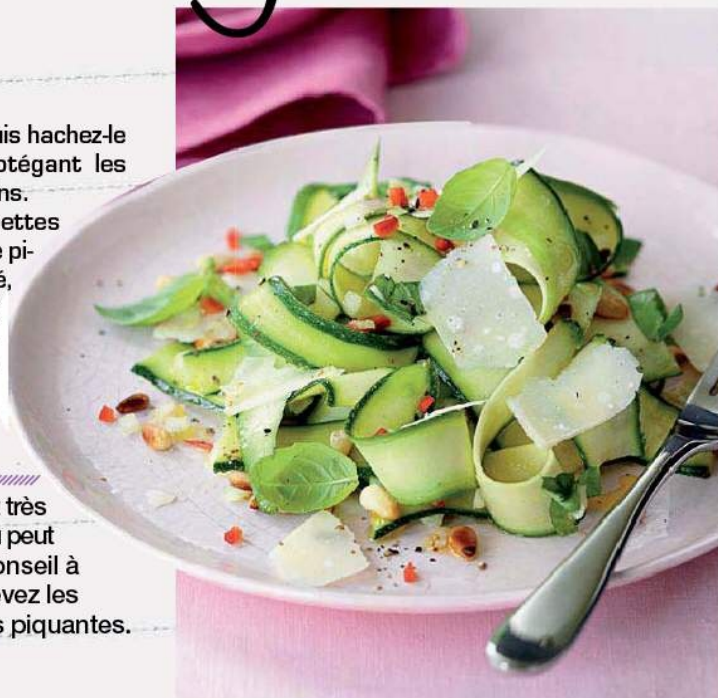 is hachez-le
otégant les
ns.
ettes
e pi-
é,
très
peut
onseil à
vez les
s piquantes.